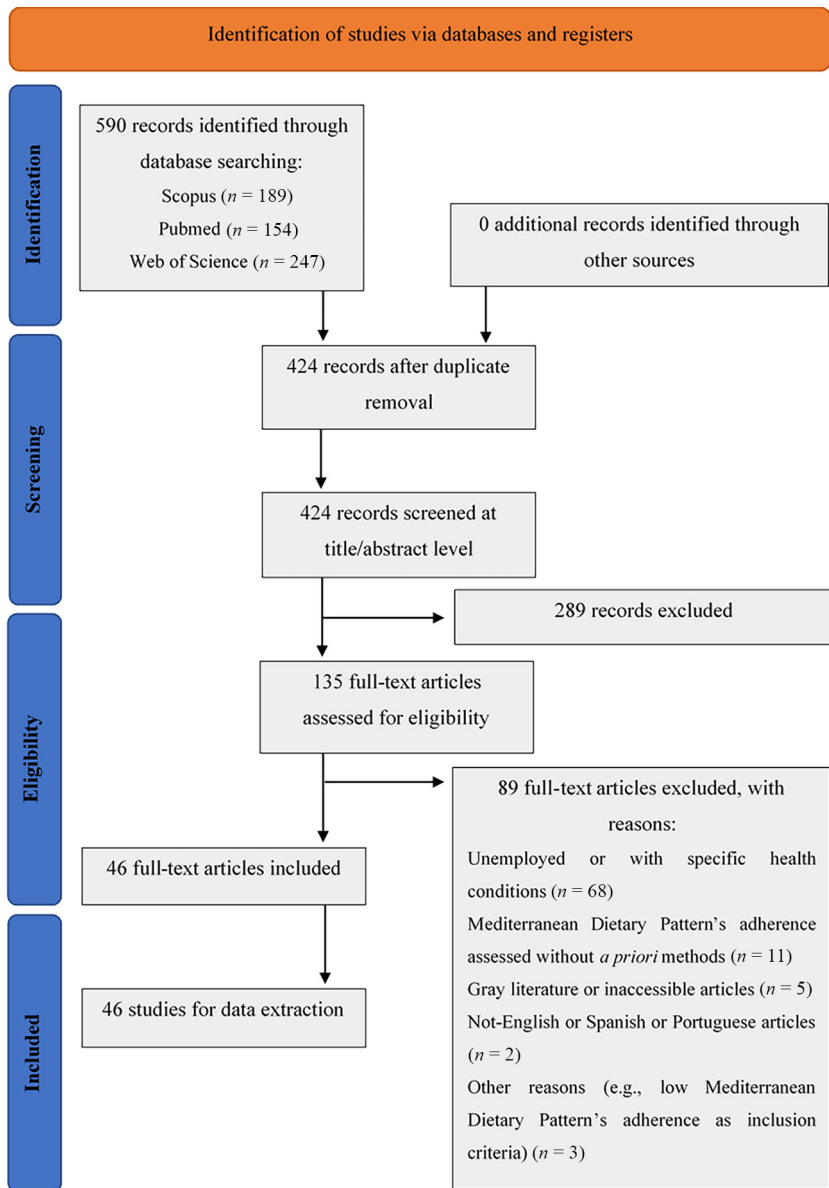 Identification of studies via databases and registers
Identification
590 records identified through
database searching:
Scopus (n = 189)
Pubmed (n = 154)
Web of Science (n = 247)
0 additional records identified through
other sources
Screening
424 records after duplicate
removal
424 records screened at
title/abstract level
289 records excluded
Eligibility
135 full-text articles
assessed for eligibility
89 full-text articles excluded, with
reasons:
Unemployed or with specific health
conditions (n = 68)
Mediterranean Dietary Pattern's adherence
assessed without a priori methods (n = 11)
Gray literature or inaccessible articles (n = 5)
Not-English or Spanish or Portuguese articles
(n = 2)
Other reasons (e.g., low Mediterranean
Dietary Pattern's adherence as inclusion
criteria) (n = 3)
46 full-text articles included
Included
46 studies for data extraction